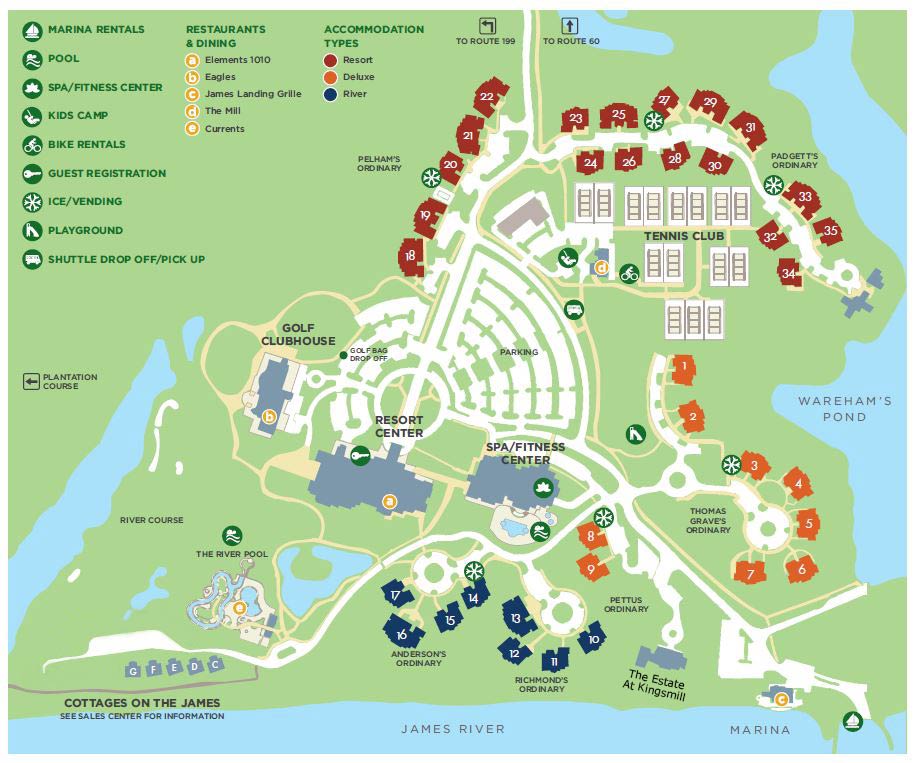 MARINA RENTALS
POOL
SPA/FITNESS CENTER
KIDS CAMP
BIKE RENTALS
GUEST REGISTRATION
ICE/VENDING
PLAYGROUND
SHUTTLE DROP OFF/PICK UP
RESTAURANTS
& DINING
a Elements 1010
b Eagles
c James Landing Grille
d The Mill
e Currents
ACCOMMODATION
TYPES
Resort
Deluxe
River
TO ROUTE 199
TO ROUTE 60
22
21
20
19
18
PELHAM'S
ORDINARY
23
25
27
29
31
24
26
28
30
PADGETT'S
ORDINARY
33
35
32
34
TENNIS CLUB
d
GOLF
CLUBHOUSE
GOLF BAG
DROP OFF
PARKING
b
PLANTATION
COURSE
RESORT
CENTER
a
SPA/FITNESS
CENTER
1
2
3
4
5
6
7
THOMAS
GRAVE'S
ORDINARY
WAREHAM'S
POND
RIVER COURSE
THE RIVER POOL
e
8
9
PETTUS
ORDINARY
17
16
15
14
ANDERSON'S
ORDINARY
13
12
11
10
RICHMOND'S
ORDINARY
The Estate
At Kingsmill
G F E D C
COTTAGES ON THE JAMES
SEE SALES CENTER FOR INFORMATION
JAMES RIVER
MARINA
c